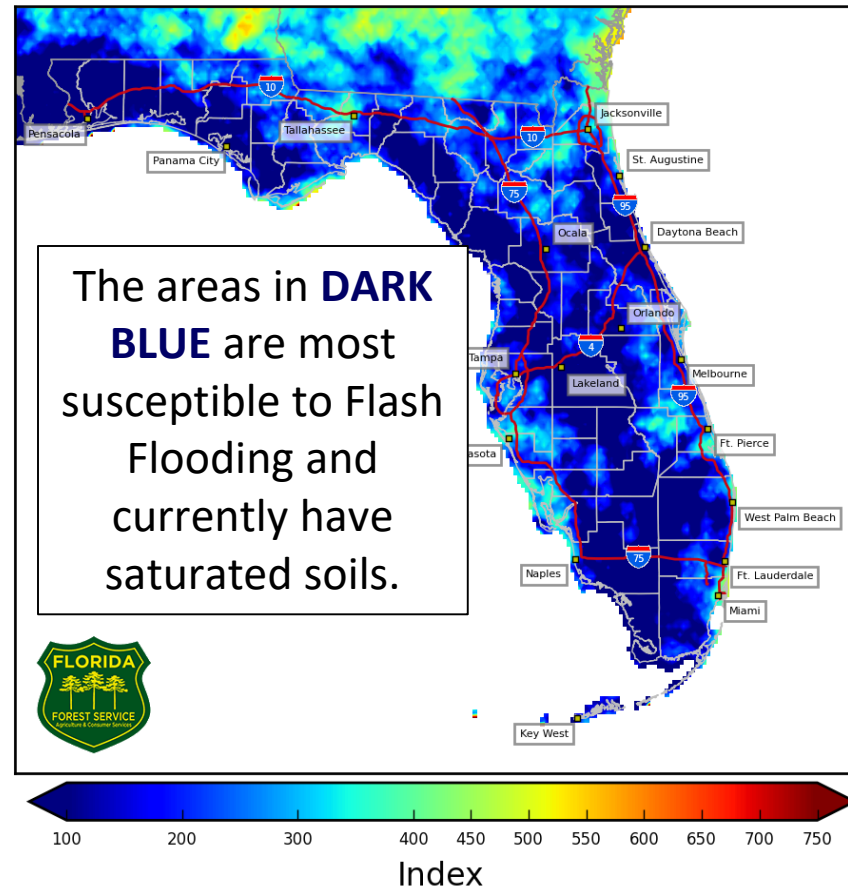 10
Pensacola
Tallahassee
Panama City
Jacksonville
10
St. Augustine
75
95
Ocala
Daytona Beach
The areas in DARK
BLUE are most
susceptible to Flash
Flooding and
currently have
saturated soils.
Orlando
4
Tampa
Lakeland
Melbourne
95
asota
Ft. Pierce
West Palm Beach
75
Naples
Ft. Lauderdale
Miami
FLORIDA
FOREST SERVICE
Agriculture & Consumer Services
Key West
100 200 300 400 450 500 550 600 650 700 750
Index